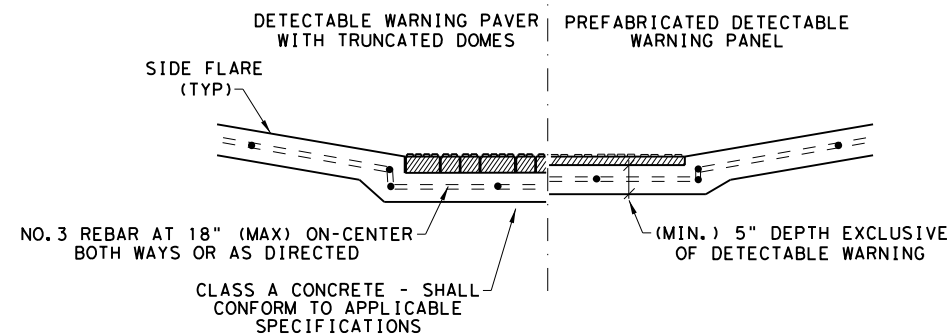 DETECTABLE WARNING PAVER
WITH TRUNCATED DOMES
PREFABRICATED DETECTABLE
WARNING PANEL
SIDE FLARE
(TYP)
NO.3 REBAR AT 18" (MAX) ON-CENTER
BOTH WAYS OR AS DIRECTED
(MIN.) 5" DEPTH EXCLUSIVE
OF DETECTABLE WARNING
CLASS A CONCRETE - SHALL
CONFORM TO APPLICABLE
SPECIFICATIONS